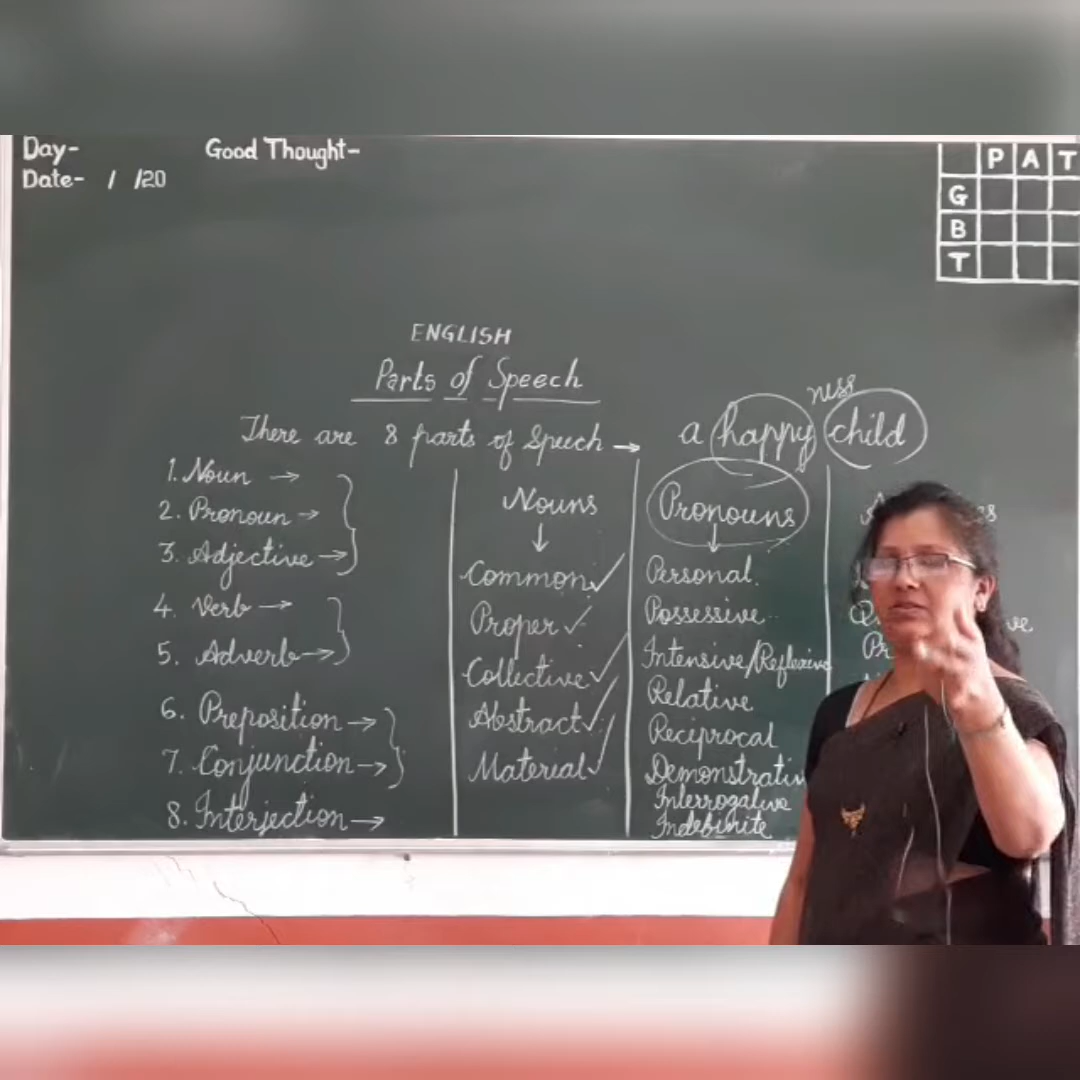 Day-
Date- / /20
Good Thought-
P A T
G
B
T
ENGLISH
Parts of Speech
There are 8 parts of Speech → a happy child
ness
1. Noun →
2. Pronoun →
3. Adjective →
4. Verb →
5. Adverb →
6. Preposition →
7. Conjunction →
8. Interjection →
Nouns
↓
Common ✓
Proper ✓
Collective ✓
Abstract ✓
Material ✓
Pronouns
↓
Personal
Possessive
Intensive/Reflexive
Relative
Reciprocal
Demonstrativ
Interrogative
Indefinite